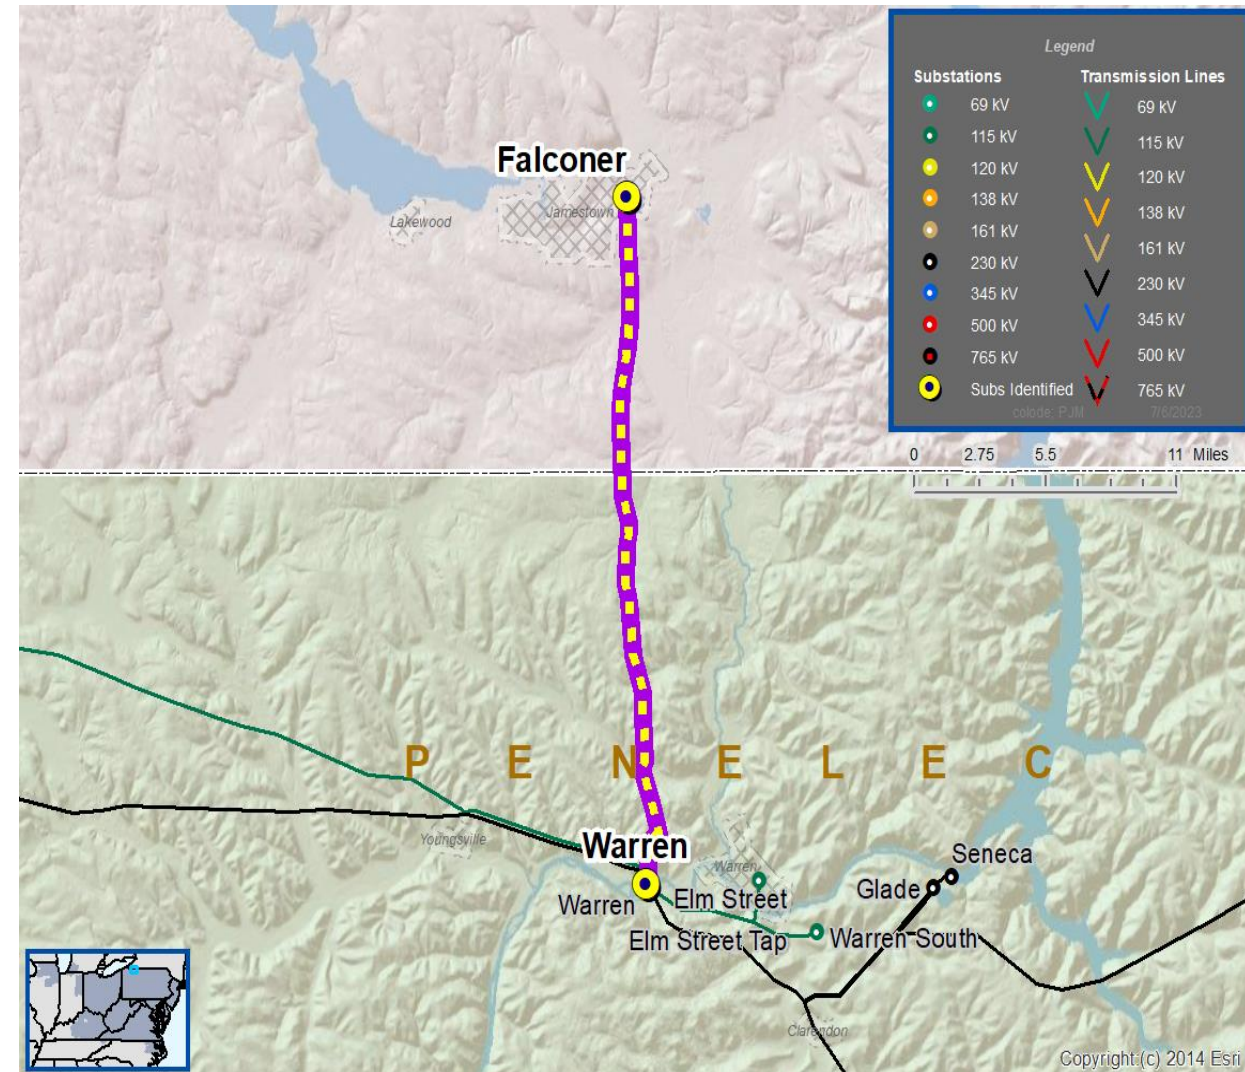 Legend
Substations
Transmission Lines
69 kV
69 kV
115 kV
115 kV
120 kV
120 kV
138 kV
138 kV
161 kV
161 kV
230 kV
230 kV
345 kV
345 kV
500 kV
500 kV
765 kV
765 kV
Subs Identified
colode, PJM
7/6/2023
0 2.75 5.5 11 Miles
Falconer
Jamestown
Lakewood
PENELEC
Youngsville
Warren
Warren
Warren
Elm Street
Elm Street Tap
Warren South
Glade
Seneca
Clarendon
Copyright:(c) 2014 Esri